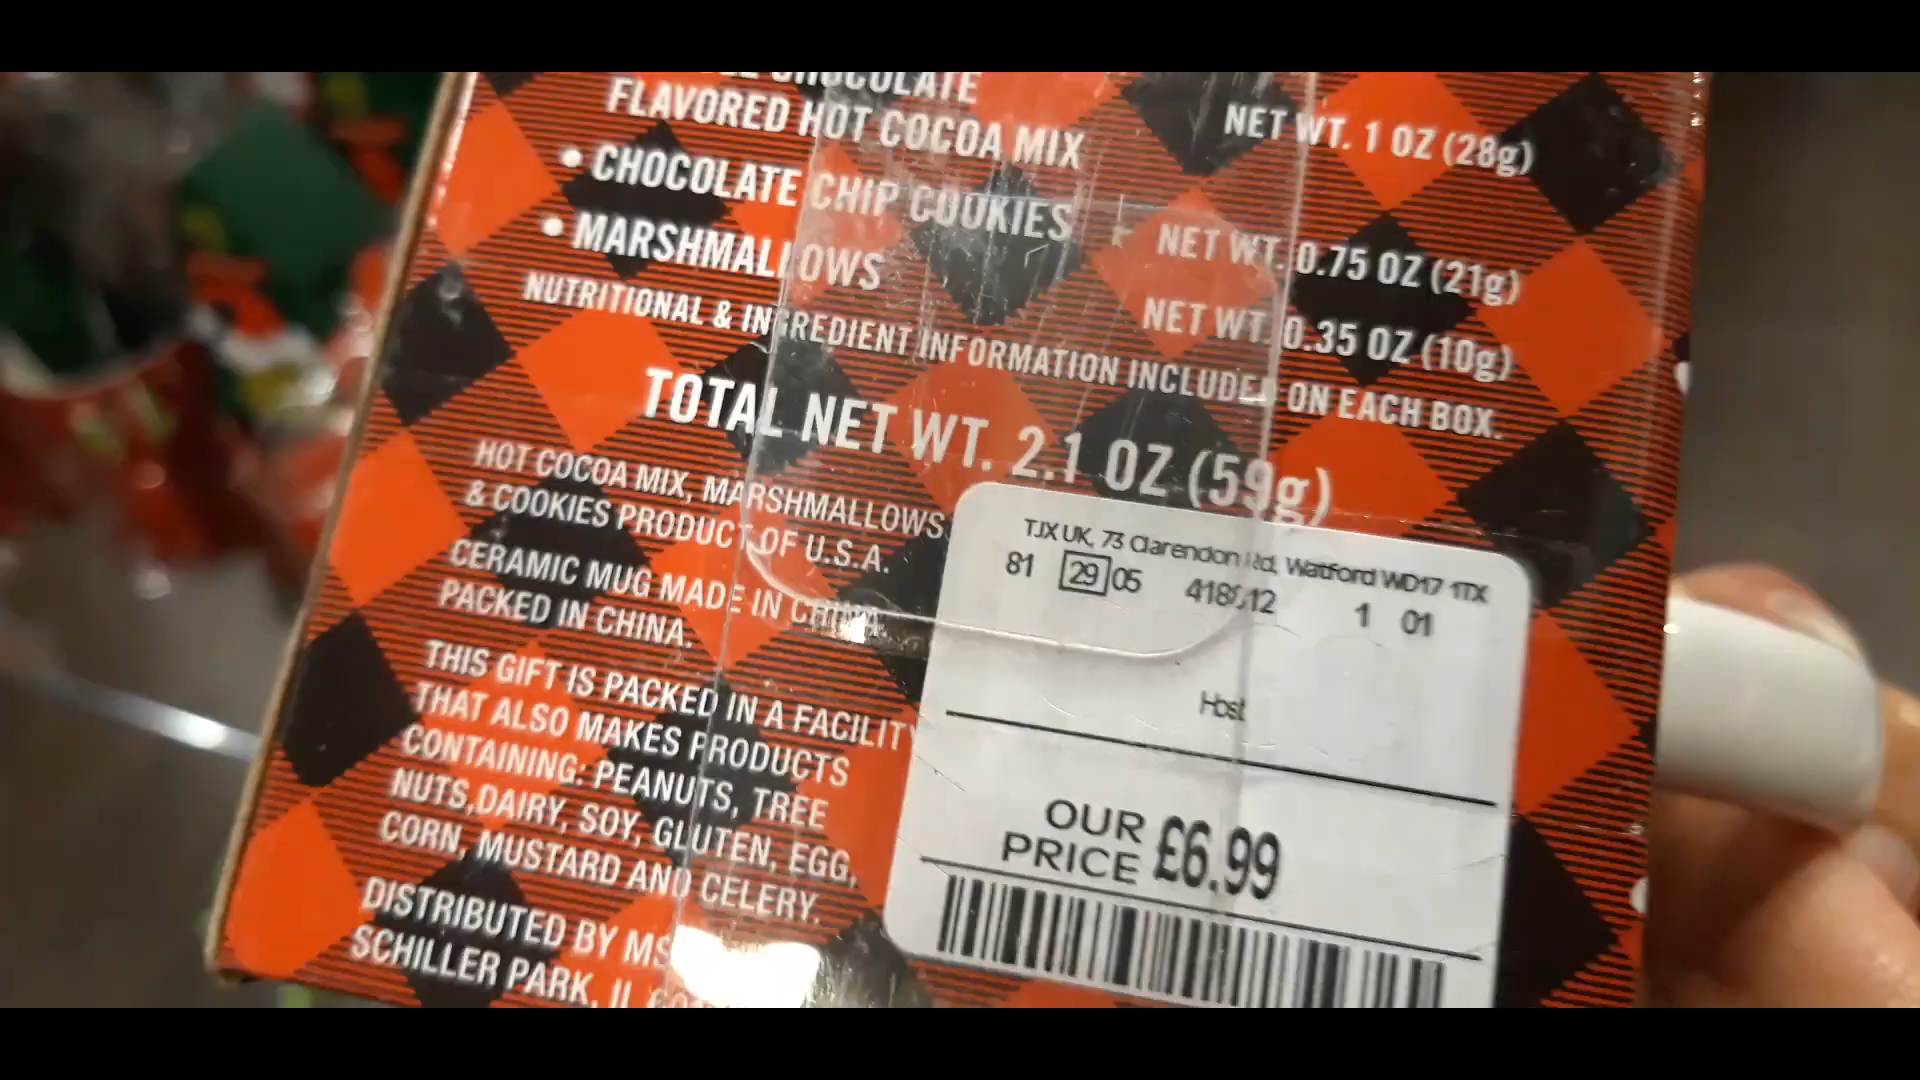 CHOCOLATE
FLAVORED HOT COCOA MIX
NET WT. 1 OZ (28g)
• CHOCOLATE CHIP COOKIES
NET WT. 0.75 OZ (21g)
• MARSHMALLOWS
NET WT. 0.35 OZ (10g)
NUTRITIONAL & INGREDIENT INFORMATION INCLUDED ON EACH BOX.
TOTAL NET WT. 2.1 OZ (59g)
HOT COCOA MIX, MARSHMALLOWS
& COOKIES PRODUCT OF U.S.A.
CERAMIC MUG MADE IN CHINA.
PACKED IN CHINA.
THIS GIFT IS PACKED IN A FACILITY
THAT ALSO MAKES PRODUCTS
CONTAINING: PEANUTS, TREE
NUTS,DAIRY, SOY, GLUTEN, EGG,
CORN, MUSTARD AND CELERY.
DISTRIBUTED BY MS
SCHILLER PARK, IL
TJX UK, 73 Clarendon Rd, Watford WD17 1TX
81 29 05 1 01
Host
OUR
PRICE £6.99